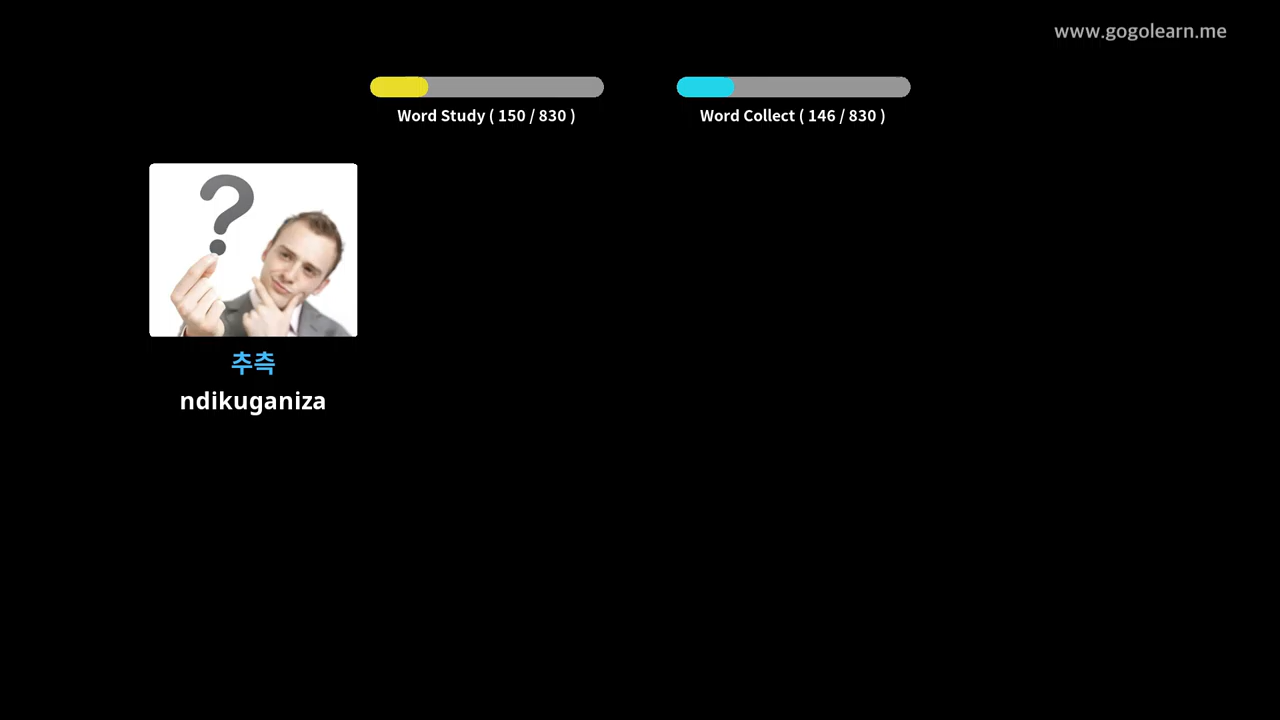 www.gogolearn.me
Word Study ( 150 / 830 )
Word Collect ( 146 / 830 )
?
추측
ndikuganiza